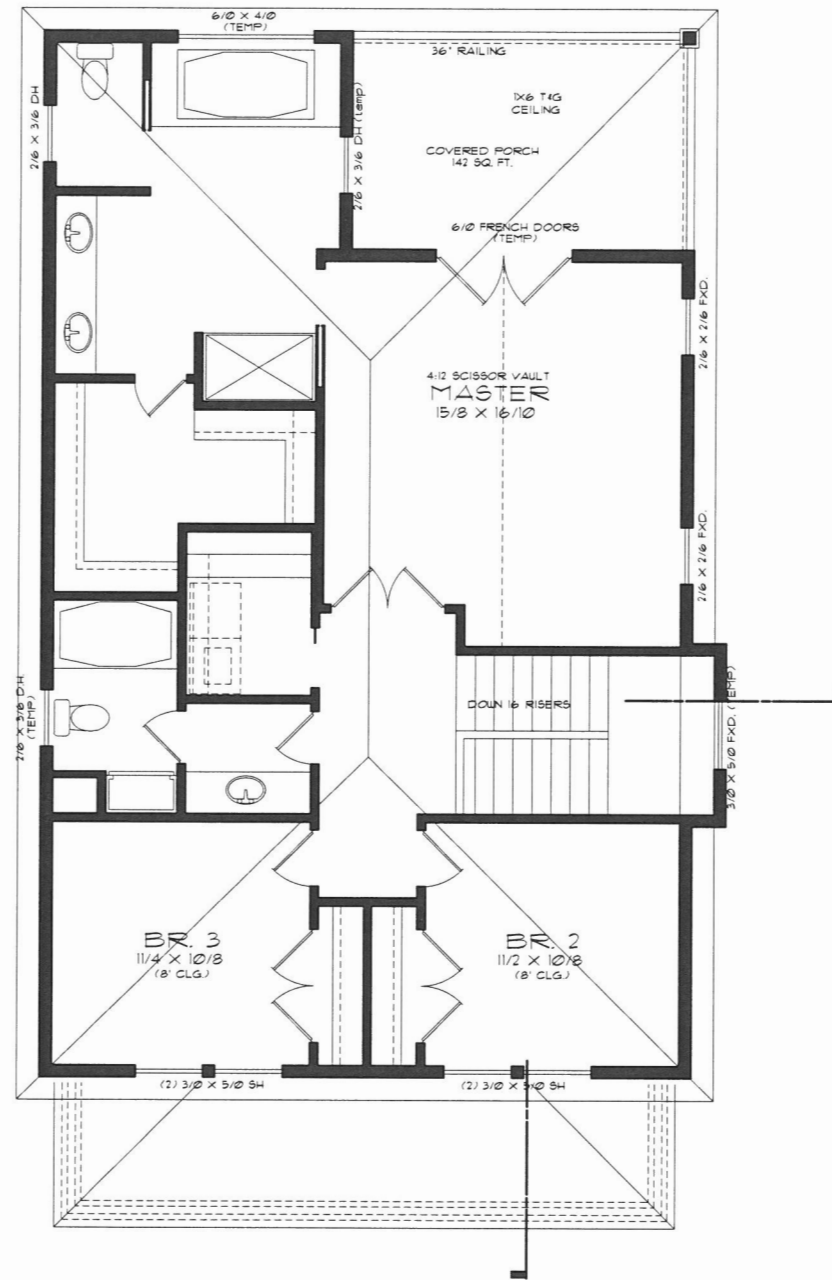 6/0 X 4/0
(TEMP)
36" RAILING
1X6 T&G
CEILING
2/6 X 3/6 DH
2/6 X 3/6 DH (temp)
COVERED PORCH
142 SQ. FT.
6/0 FRENCH DOORS
(TEMP)
2/6 X 2/6 FXD.
4:12 SCISSOR VAULT
MASTER
15/8 X 16/10
2/6 X 2/6 FXD.
2/6 X 3/6 DH
(TEMP)
DOWN 16 RISERS
3/0 X 5/0 FXD. (TEMP)
BR. 3
11/4 X 10/8
(8' CLG.)
BR. 2
11/2 X 10/8
(8' CLG.)
(2) 3/0 X 5/0 SH
(2) 3/0 X 5/0 SH